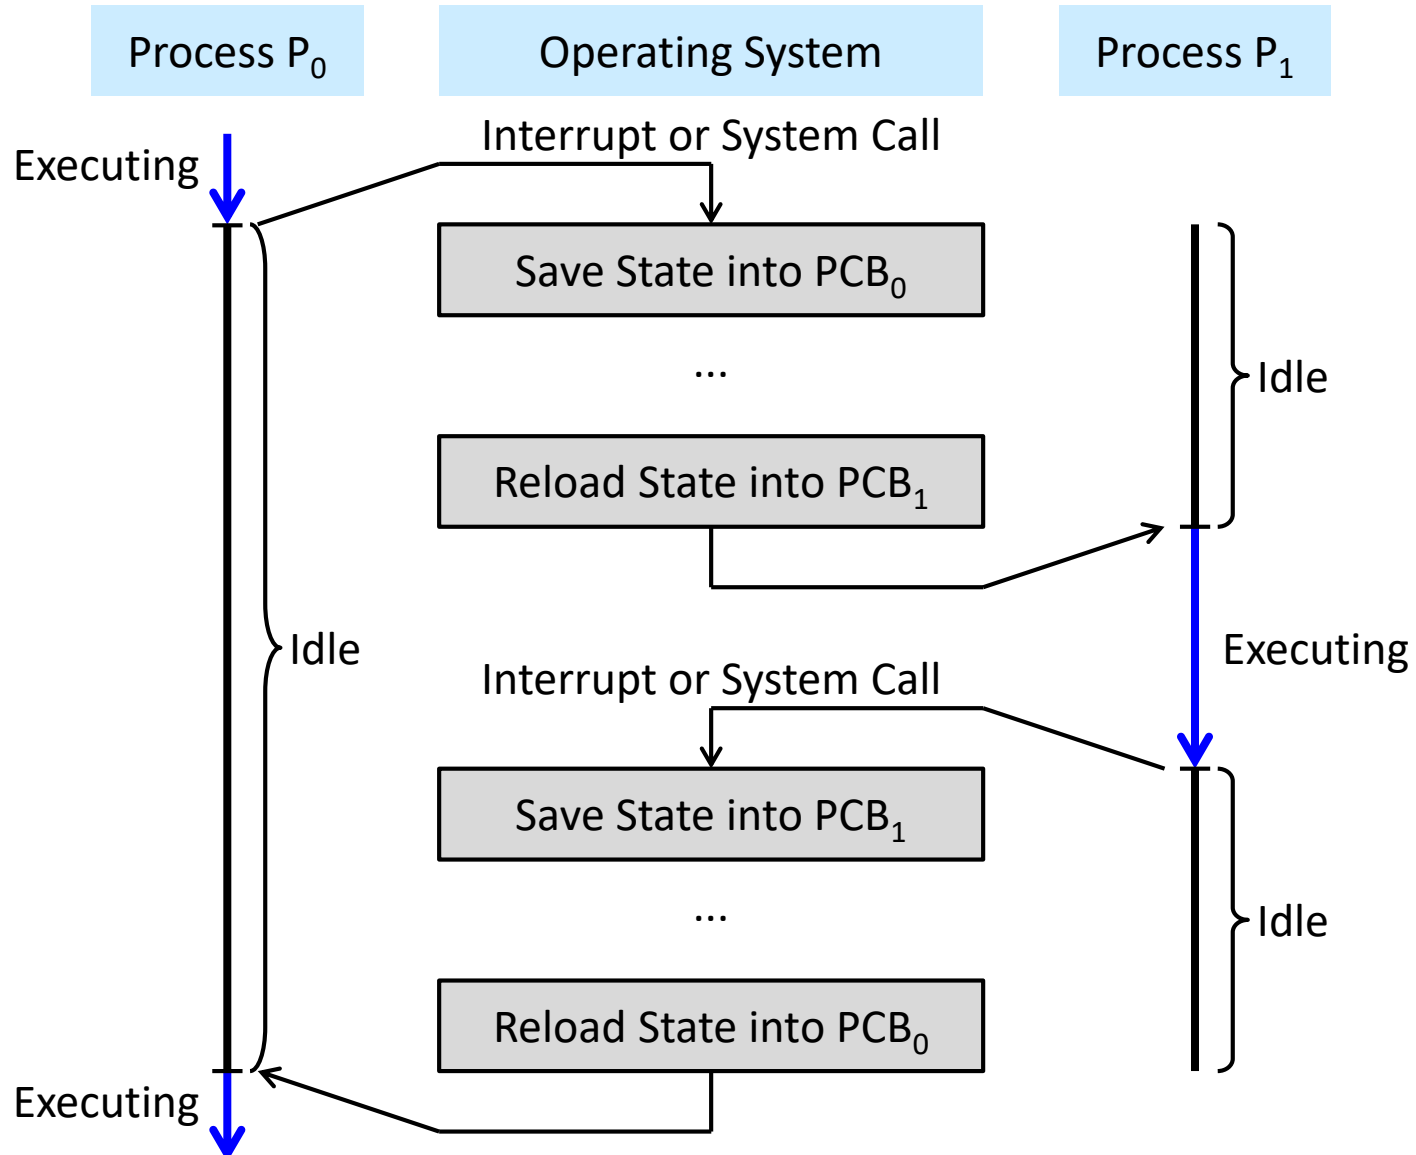 Process P0
Operating System
Process P1
Interrupt or System Call
Executing
Save State into PCB0
...
Idle
Reload State into PCB1
Idle
Executing
Interrupt or System Call
Save State into PCB1
...
Idle
Reload State into PCB0
Executing